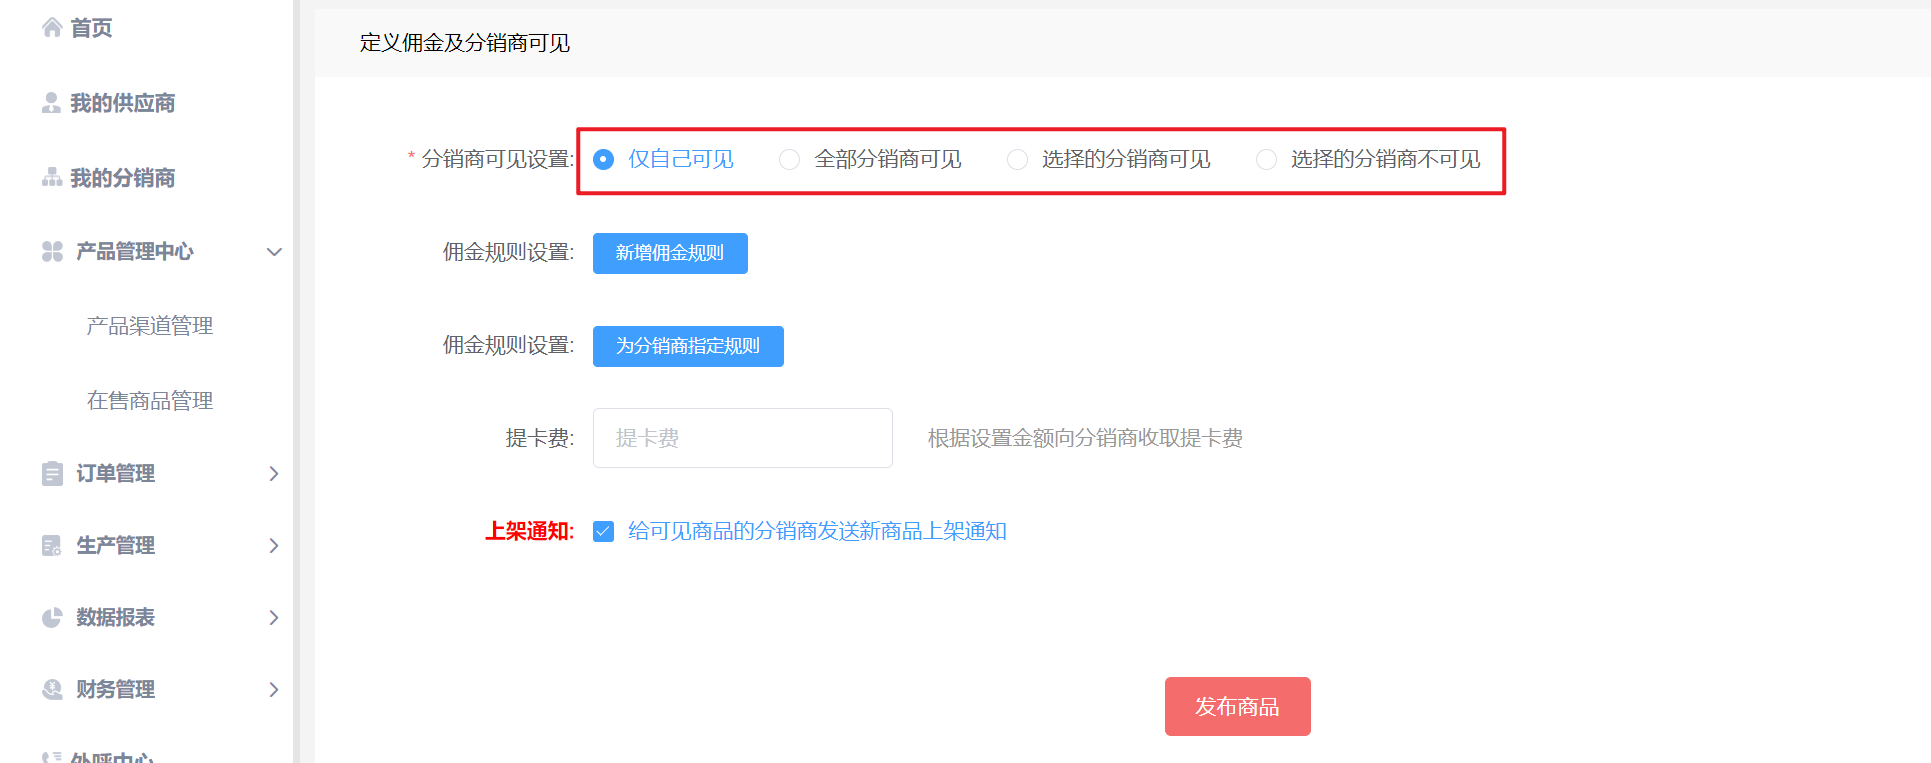 首页
我的供应商
我的分销商
产品管理中心
产品渠道管理
在售商品管理
订单管理
生产管理
数据报表
财务管理
外呼中心
定义佣金及分销商可见
* 分销商可见设置: 仅自己可见 全部分销商可见 选择的分销商可见 选择的分销商不可见
佣金规则设置: 新增佣金规则
佣金规则设置: 为分销商指定规则
提卡费: 提卡费 根据设置金额向分销商收取提卡费
上架通知: 给可见商品的分销商发送新商品上架通知
发布商品